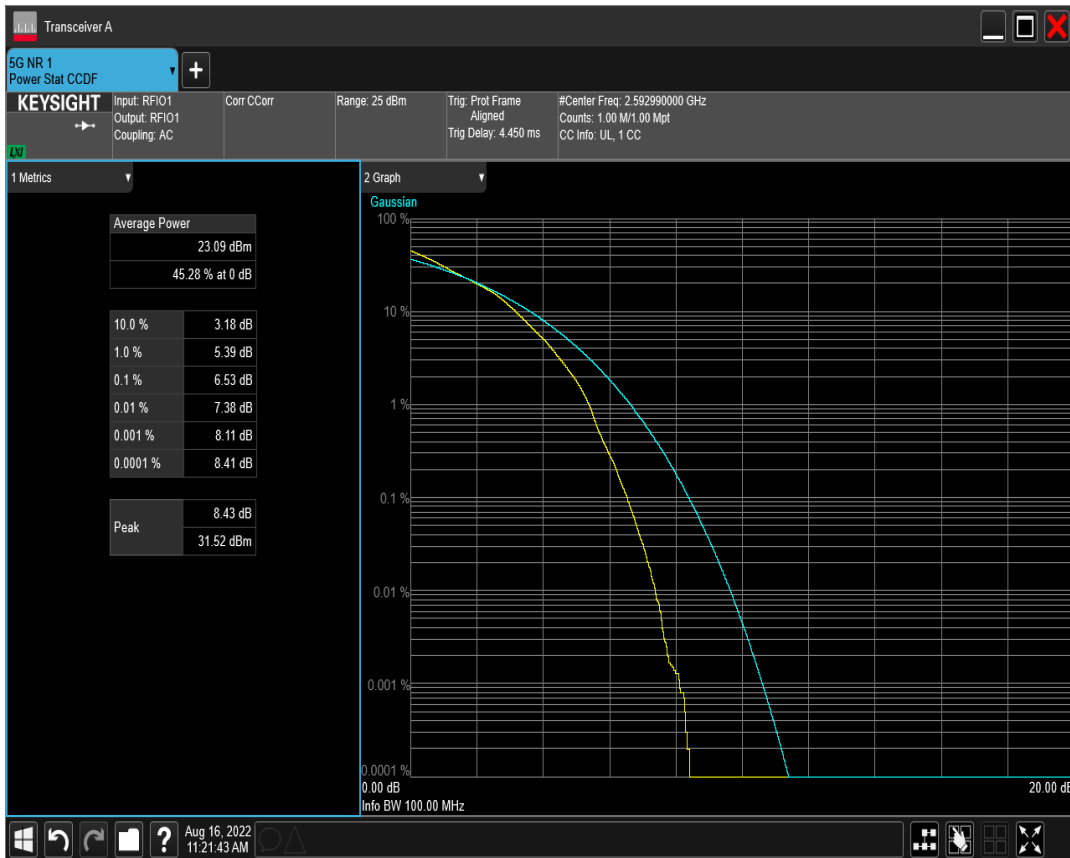 Transceiver A
5G NR 1
Power Stat CCDF
KEYSIGHT
LXI
Input: RFIO1
Output: RFIO1
Coupling: AC
Corr CCorr
Range: 25 dBm
Trig: Prot Frame
Aligned
Trig Delay: 4.450 ms
#Center Freq: 2.592990000 GHz
Counts: 1.00 M/1.00 Mpt
CC Info: UL, 1 CC
1 Metrics
Average Power
23.09 dBm
45.28 % at 0 dB
10.0 % 3.18 dB
1.0 % 5.39 dB
0.1 % 6.53 dB
0.01 % 7.38 dB
0.001 % 8.11 dB
0.0001 % 8.41 dB
Peak
8.43 dB
31.52 dBm
2 Graph
Gaussian
100 %
10 %
1 %
0.1 %
0.01 %
0.001 %
0.0001 %
0.00 dB 20.00 dB
Info BW 100.00 MHz
?
Aug 16, 2022
11:21:43 AM